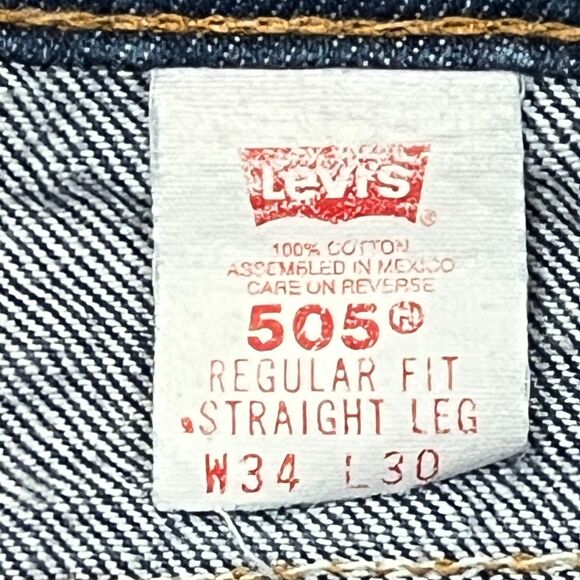 Levi's
®
100% COTTON
ASSEMBLED IN MEXICO
CARE ON REVERSE
505®
REGULAR FIT
STRAIGHT LEG
W34 L30